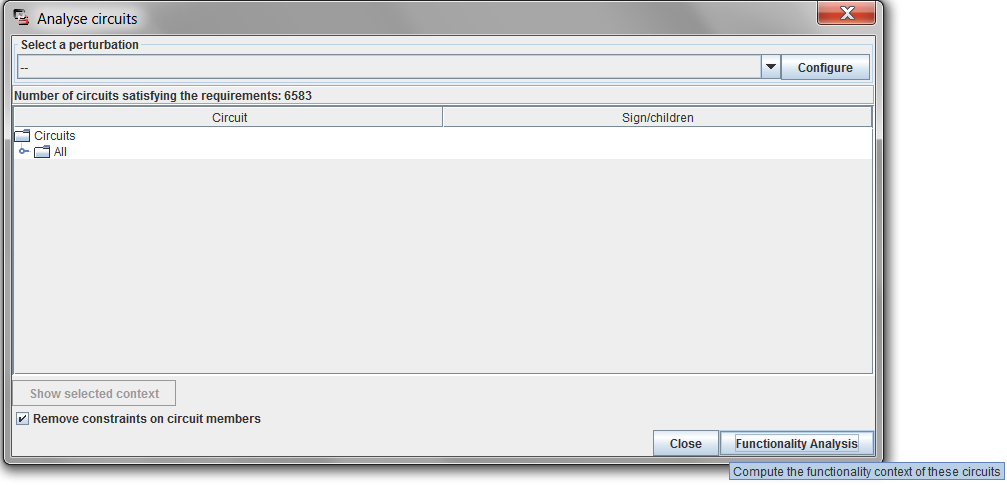 Analyse circuits
Select a perturbation
--
Configure
Number of circuits satisfying the requirements: 6583
Circuit Sign/children
Circuits
All
Show selected context
Remove constraints on circuit members
Close Functionality Analysis
Compute the functionality context of these circuits